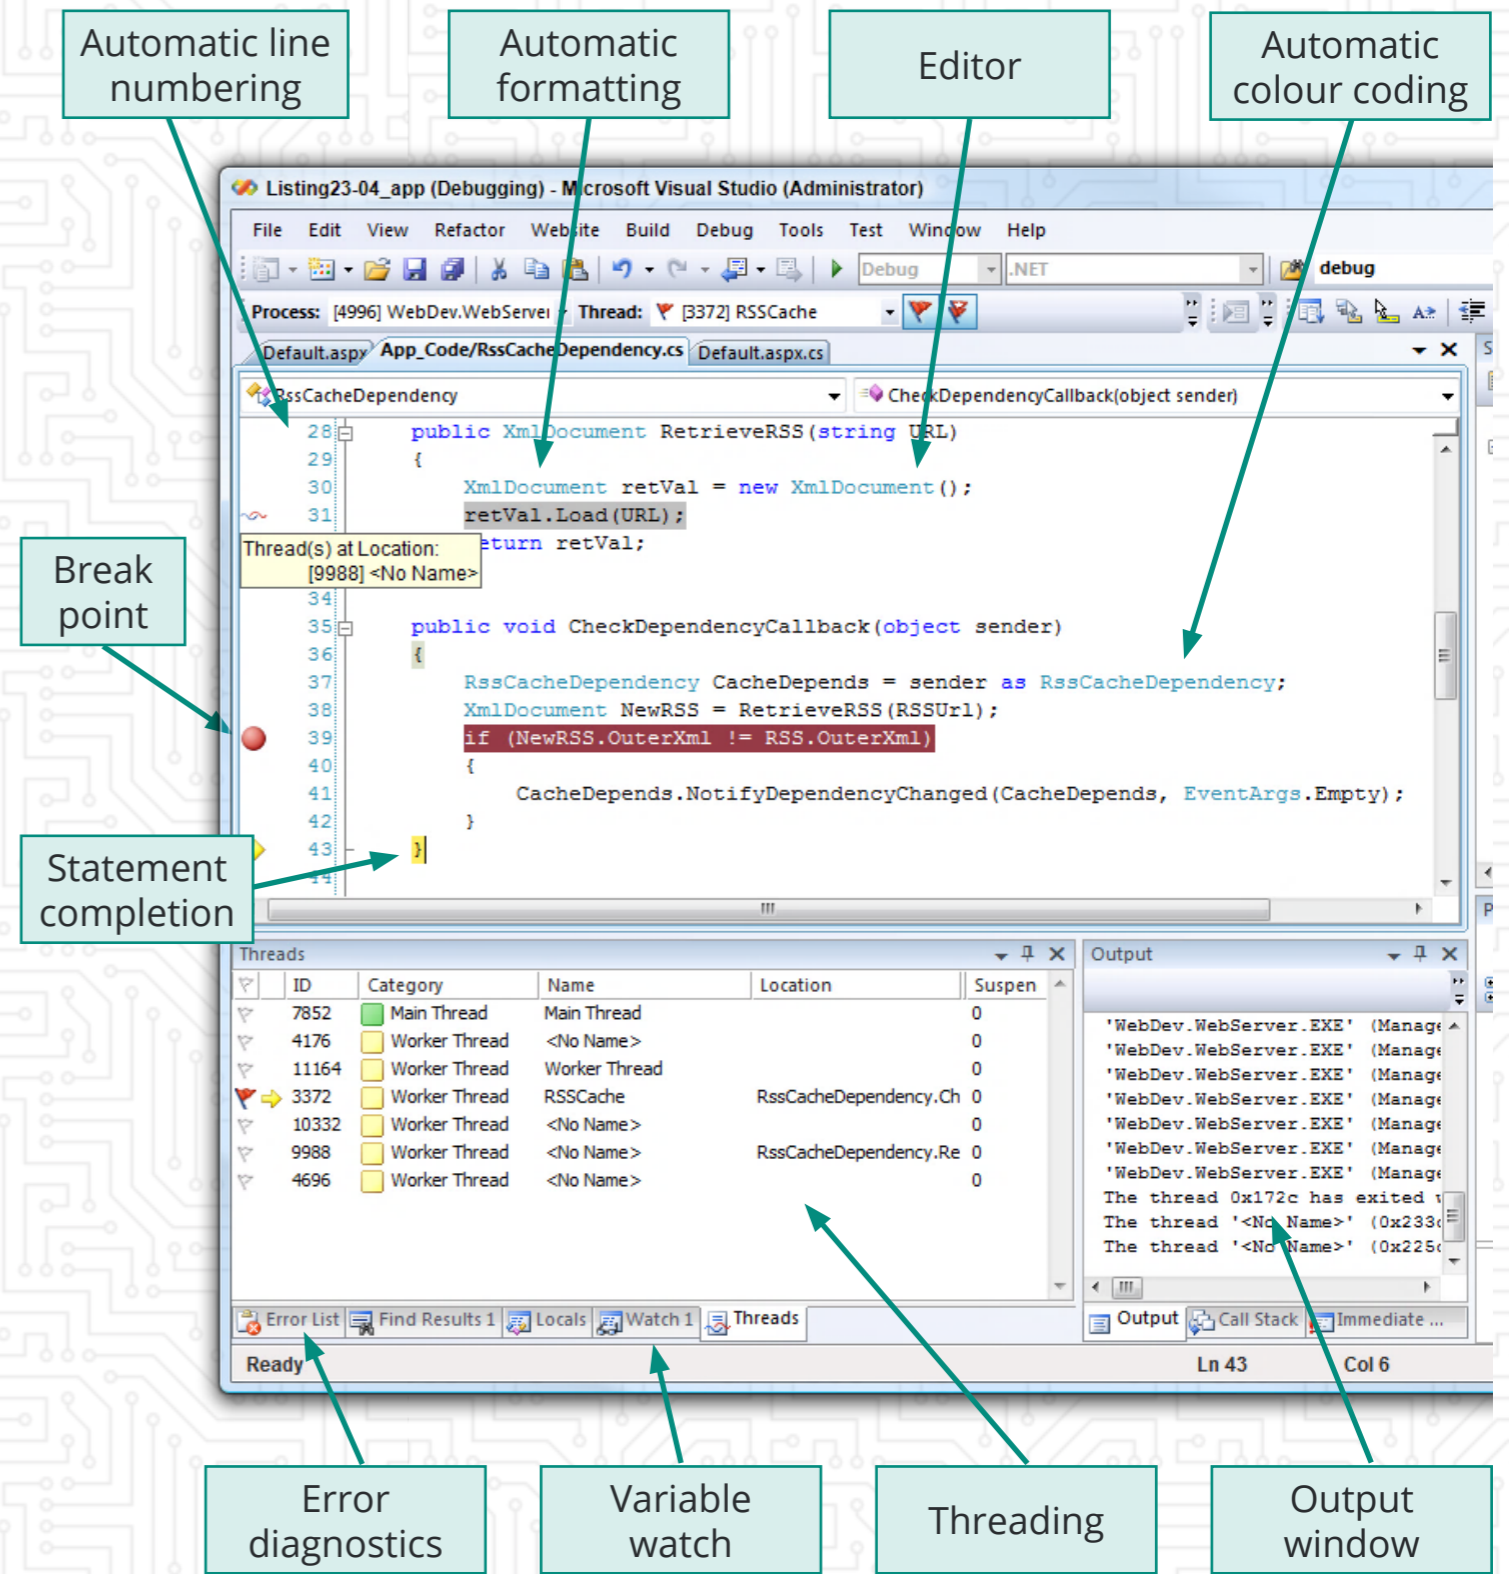 Automatic line
numbering
Automatic
formatting
Editor
Automatic
colour coding
Listing23-04_app (Debugging) - Microsoft Visual Studio (Administrator)
File Edit View Refactor Website Build Debug Tools Test Window Help
Debug .NET debug
Process: [4996] WebDev.WebServer Thread: [3372] RSSCache
Default.aspx App_Code/RssCacheDependency.cs Default.aspx.cs
RssCacheDependency CheckDependencyCallback(object sender)
28 public XmlDocument RetrieveRSS(string URL)
29 {
30 XmlDocument retVal = new XmlDocument();
31 retVal.Load(URL);
Thread(s) at Location:
[9988] <No Name>
eturn retVal;
34
35 public void CheckDependencyCallback(object sender)
36 {
37 RssCacheDependency CacheDepends = sender as RssCacheDependency;
38 XmlDocument NewRSS = RetrieveRSS(RSSUrl);
39 if (NewRSS.OuterXml != RSS.OuterXml)
40 {
41 CacheDepends.NotifyDependencyChanged(CacheDepends, EventArgs.Empty);
42 }
43 }
44
Break
point
Statement
completion
Threads
ID Category Name Location Suspen
7852 Main Thread Main Thread 0
4176 Worker Thread <No Name> 0
11164 Worker Thread Worker Thread 0
3372 Worker Thread RSSCache RssCacheDependency.Ch 0
10332 Worker Thread <No Name> 0
9988 Worker Thread <No Name> RssCacheDependency.Re 0
4696 Worker Thread <No Name> 0
Error List Find Results 1 Locals Watch 1 Threads
Output
'WebDev.WebServer.EXE' (Manage
'WebDev.WebServer.EXE' (Manage
'WebDev.WebServer.EXE' (Manage
'WebDev.WebServer.EXE' (Manage
'WebDev.WebServer.EXE' (Manage
'WebDev.WebServer.EXE' (Manage
'WebDev.WebServer.EXE' (Manage
The thread 0x172c has exited
The thread '<No Name>' (0x233
The thread '<No Name>' (0x225
Output Call Stack Immediate ...
Ready Ln 43 Col 6
Error
diagnostics
Variable
watch
Threading
Output
window